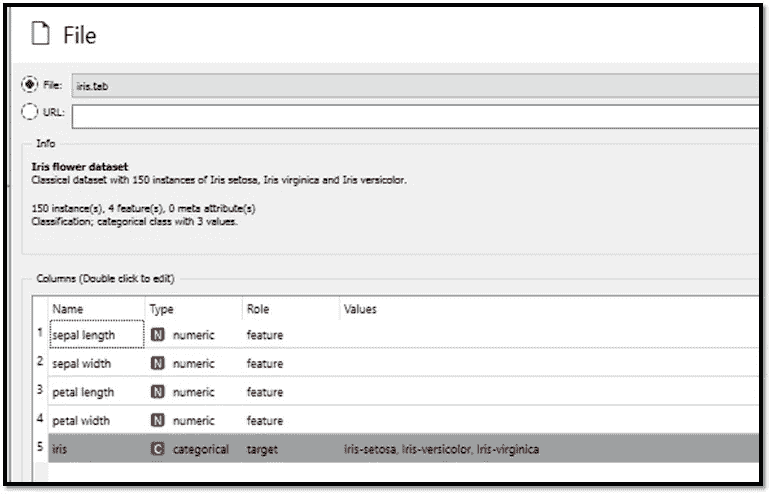 File
File: iris.tab
URL:
Info
Iris flower dataset
Classical dataset with 150 instances of Iris setosa, Iris virginica and Iris versicolor.
150 instance(s), 4 feature(s), 0 meta attribute(s)
Classification; categorical class with 3 values.
Columns (Double click to edit)
Name Type Role Values
1 sepal length N numeric feature
2 sepal width N numeric feature
3 petal length N numeric feature
4 petal width N numeric feature
5 iris C categorical target Iris-setosa, Iris-versicolor, Iris-virginica